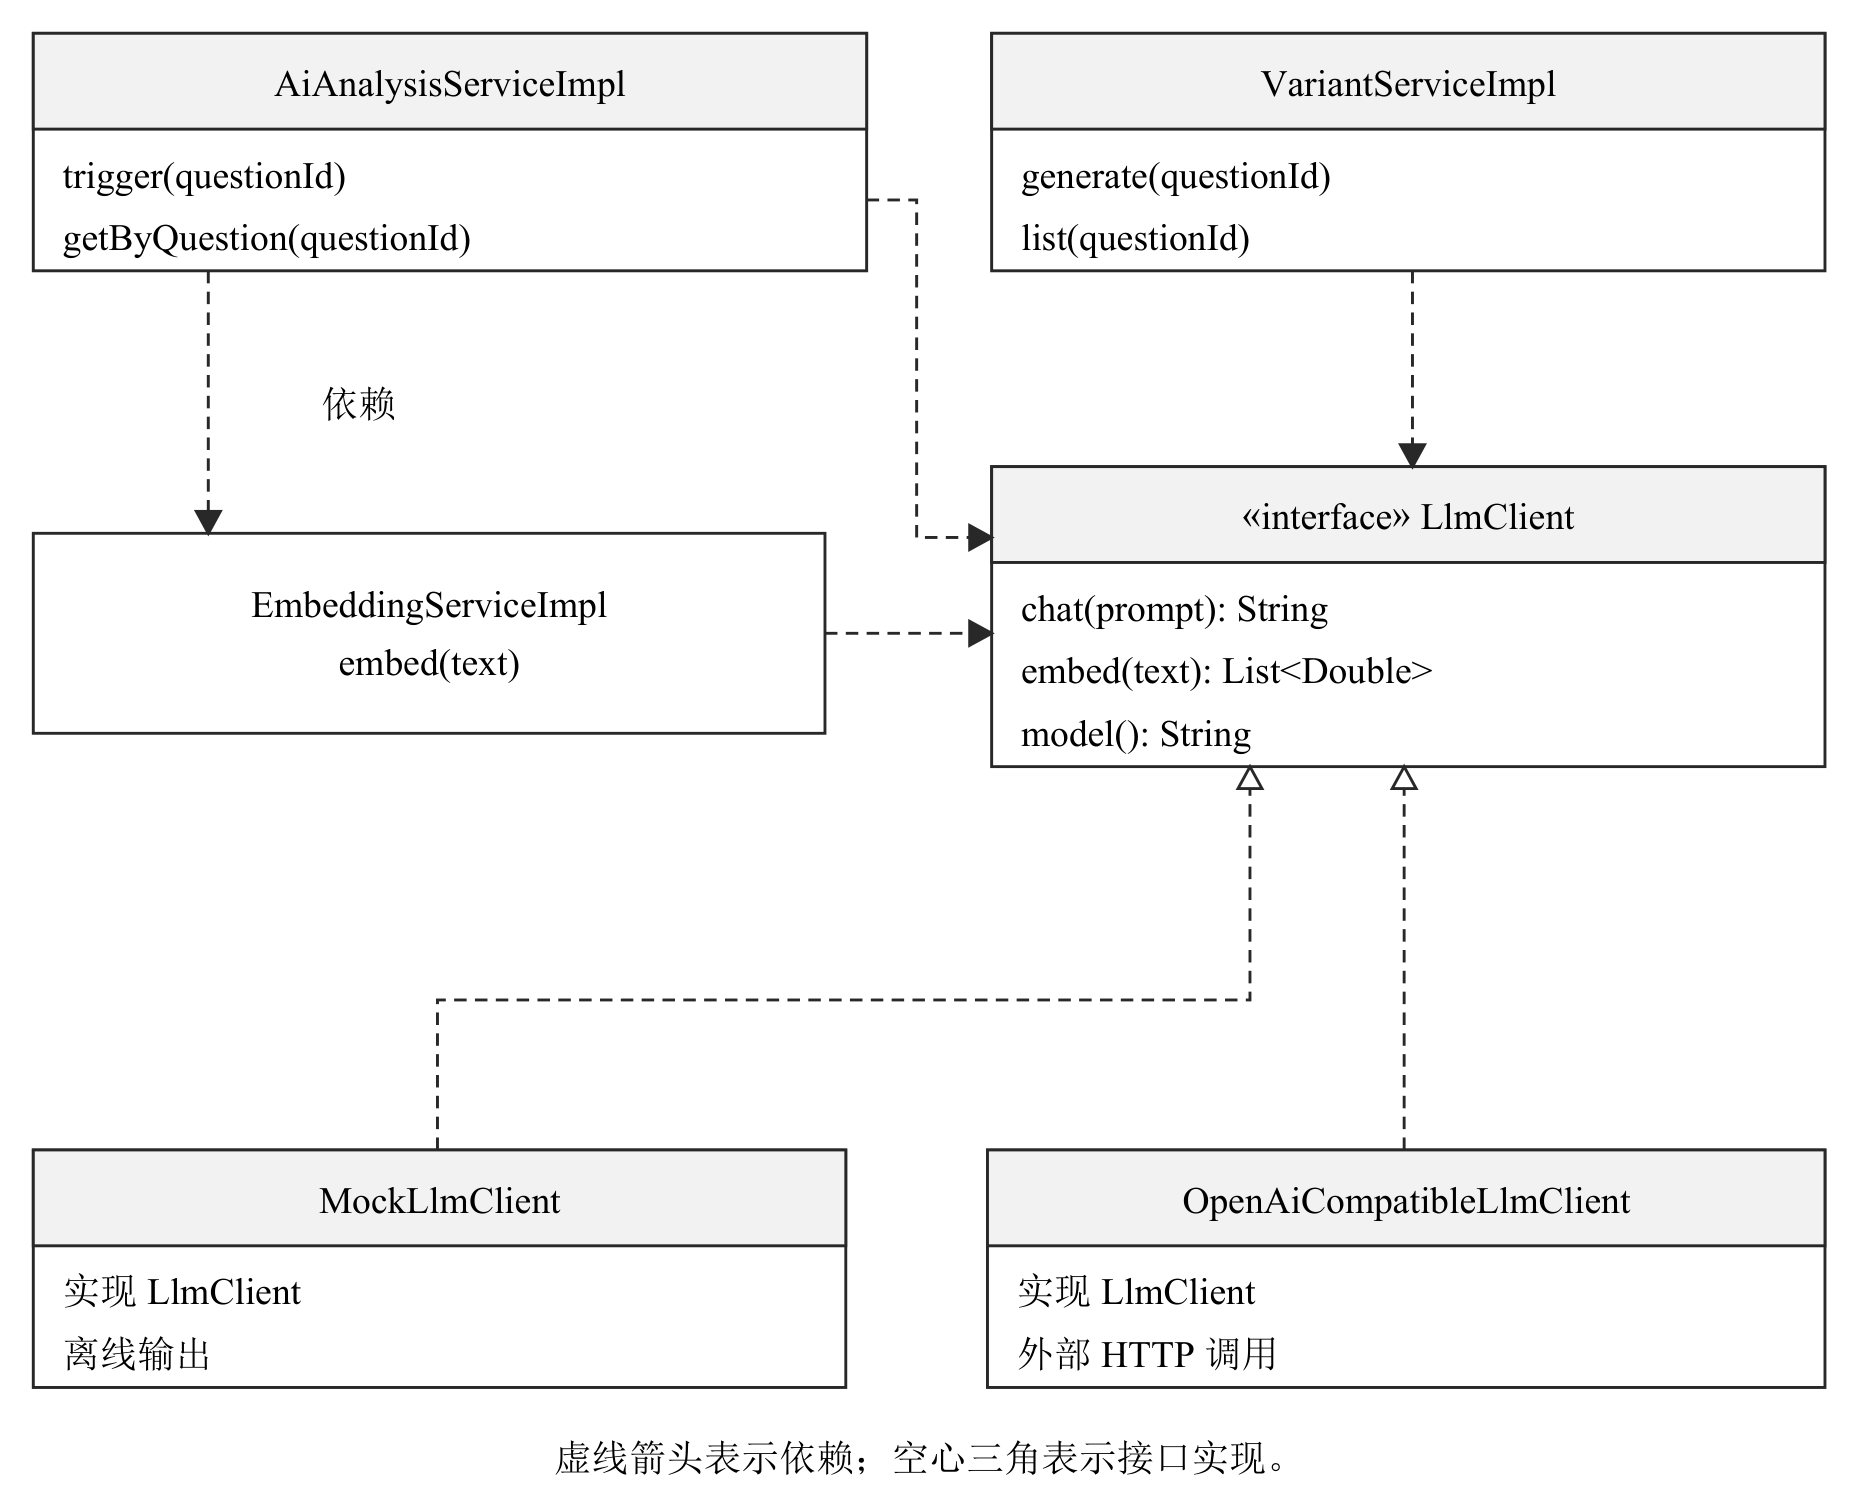 AiAnalysisServiceImpl
trigger(questionId)
getByQuestion(questionId)
VariantServiceImpl
generate(questionId)
list(questionId)
依赖
EmbeddingServiceImpl
embed(text)
«interface» LlmClient
chat(prompt): String
embed(text): List<Double>
model(): String
MockLlmClient
实现 LlmClient
离线输出
OpenAiCompatibleLlmClient
实现 LlmClient
外部 HTTP 调用
虚线箭头表示依赖；空心三角表示接口实现。